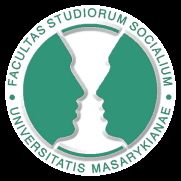 FACULTAS STUDIORUM SOCIALIUM
UNIVERSITATIS MASARYKIANAE